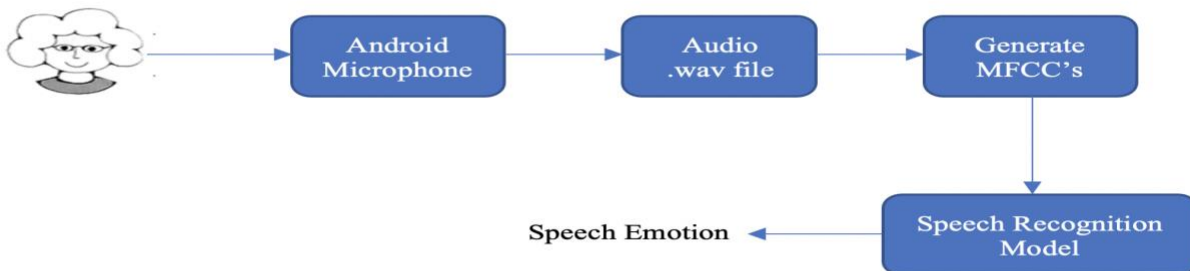 Android
Microphone
Audio
.wav file
Generate
MFCC's
Speech Recognition
Model
Speech Emotion